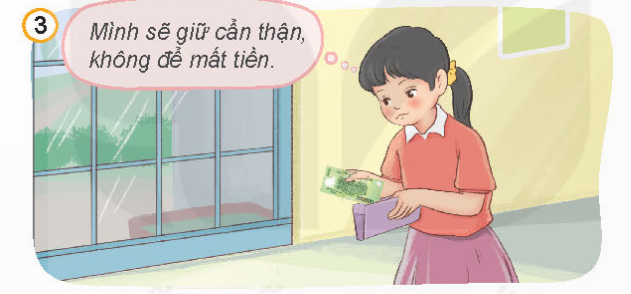 3
Mình sẽ giữ cẩn thận,
không để mất tiền.